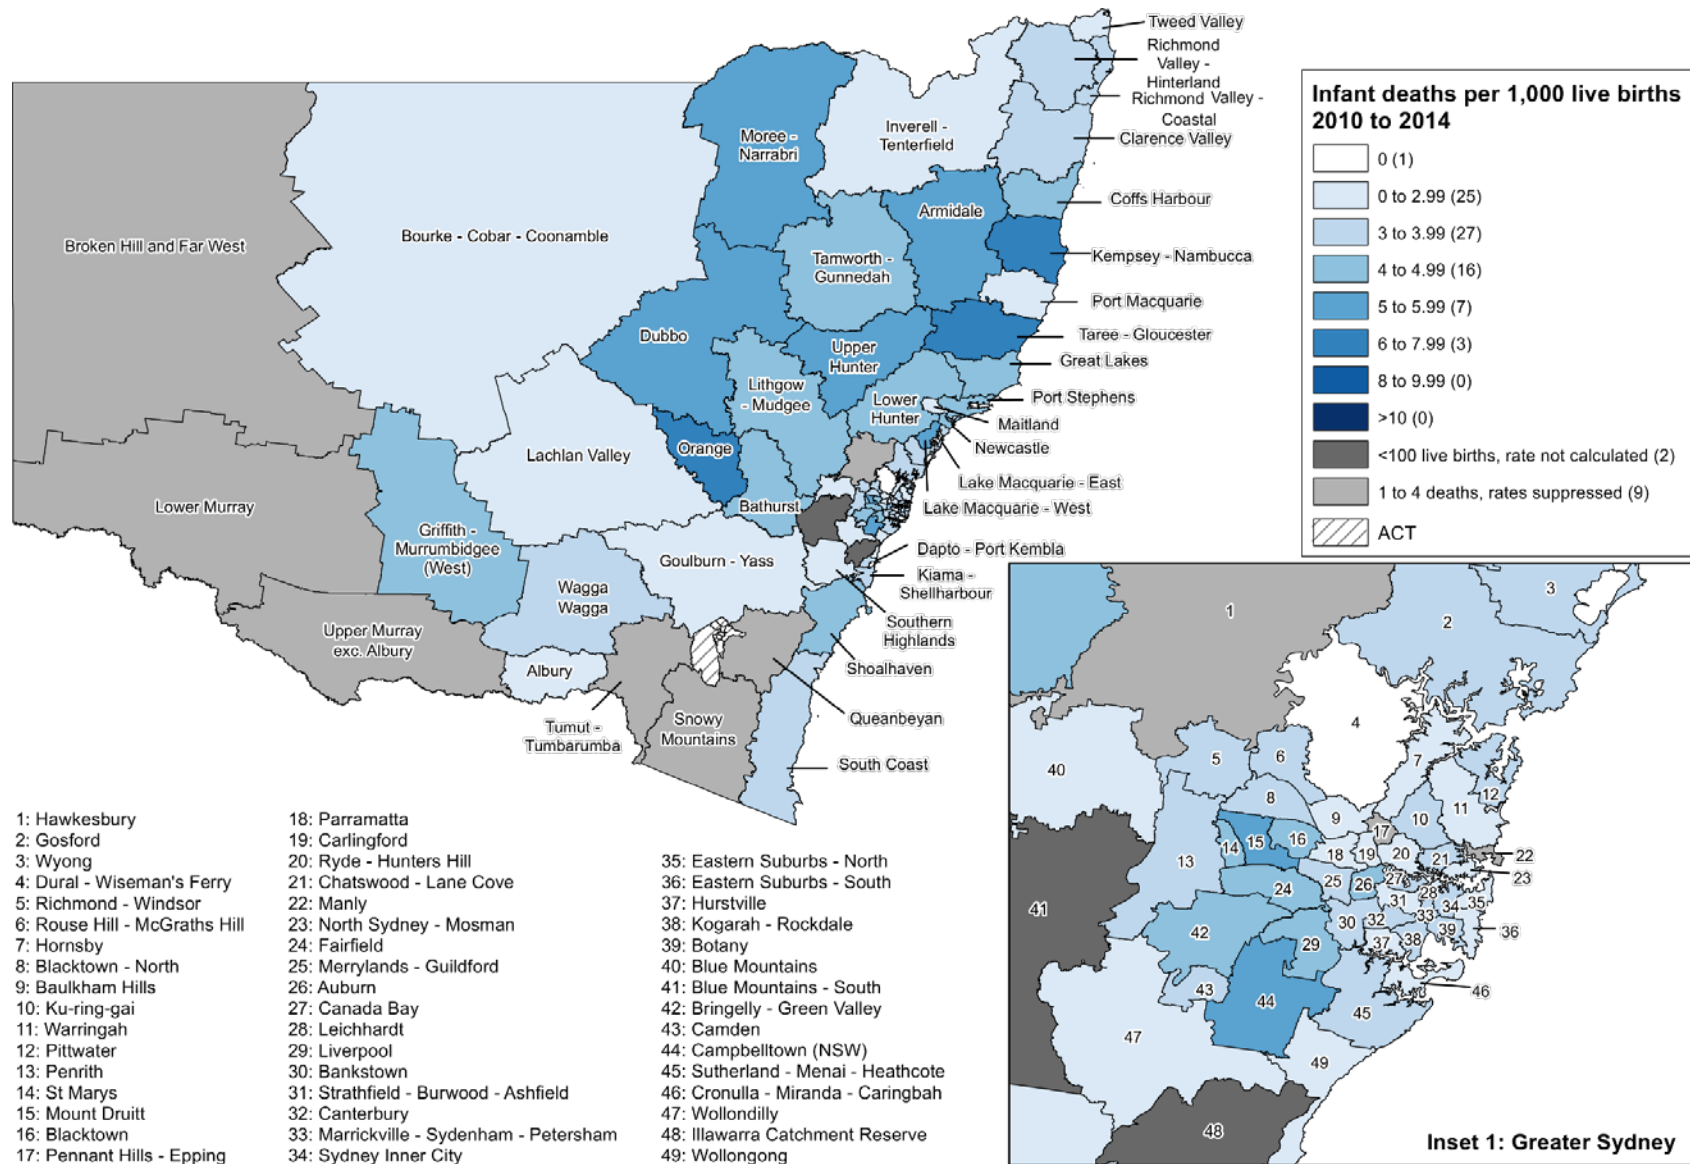 Tweed Valley
Richmond
Valley -
Hinterland
Richmond Valley -
Coastal
Clarence Valley
Coffs Harbour
Kempsey - Nambucca
Port Macquarie
Taree - Gloucester
Great Lakes
Port Stephens
Maitland
Newcastle
Lake Macquarie - East
Lake Macquarie - West
Dapto - Port Kembla
Kiama -
Shellharbour
Southern
Highlands
Shoalhaven
Queanbeyan
South Coast
Broken Hill and Far West
Bourke - Cobar - Coonamble
Moree -
Narrabri
Inverell -
Tenterfield
Armidale
Tamworth -
Gunnedah
Dubbo
Upper
Hunter
Lithgow
- Mudgee
Lower
Hunter
Orange
Bathurst
Lachlan Valley
Lower Murray
Griffith -
Murrumbidgee
(West)
Goulburn - Yass
Wagga
Wagga
Upper Murray
exc. Albury
Albury
Tumut -
Tumbarumba
Snowy
Mountains
Infant deaths per 1,000 live births
2010 to 2014
0 (1)
0 to 2.99 (25)
3 to 3.99 (27)
4 to 4.99 (16)
5 to 5.99 (7)
6 to 7.99 (3)
8 to 9.99 (0)
>10 (0)
<100 live births, rate not calculated (2)
1 to 4 deaths, rates suppressed (9)
ACT
1: Hawkesbury
2: Gosford
3: Wyong
4: Dural - Wiseman's Ferry
5: Richmond - Windsor
6: Rouse Hill - McGraths Hill
7: Hornsby
8: Blacktown - North
9: Baulkham Hills
10: Ku-ring-gai
11: Warringah
12: Pittwater
13: Penrith
14: St Marys
15: Mount Druitt
16: Blacktown
17: Pennant Hills - Epping
18: Parramatta
19: Carlingford
20: Ryde - Hunters Hill
21: Chatswood - Lane Cove
22: Manly
23: North Sydney - Mosman
24: Fairfield
25: Merrylands - Guildford
26: Auburn
27: Canada Bay
28: Leichhardt
29: Liverpool
30: Bankstown
31: Strathfield - Burwood - Ashfield
32: Canterbury
33: Marrickville - Sydenham - Petersham
34: Sydney Inner City
35: Eastern Suburbs - North
36: Eastern Suburbs - South
37: Hurstville
38: Kogarah - Rockdale
39: Botany
40: Blue Mountains
41: Blue Mountains - South
42: Bringelly - Green Valley
43: Camden
44: Campbelltown (NSW)
45: Sutherland - Menai - Heathcote
46: Cronulla - Miranda - Caringbah
47: Wollondilly
48: Illawarra Catchment Reserve
49: Wollongong
1
2
3
4
5
6
7
40
8
12
11
9
10
17
13
14
15
16
18
19
20
21
22
23
24
25
26
27
28
31
34
35
41
42
29
30
32
33
39
36
37
38
43
44
46
45
47
49
48
Inset 1: Greater Sydney